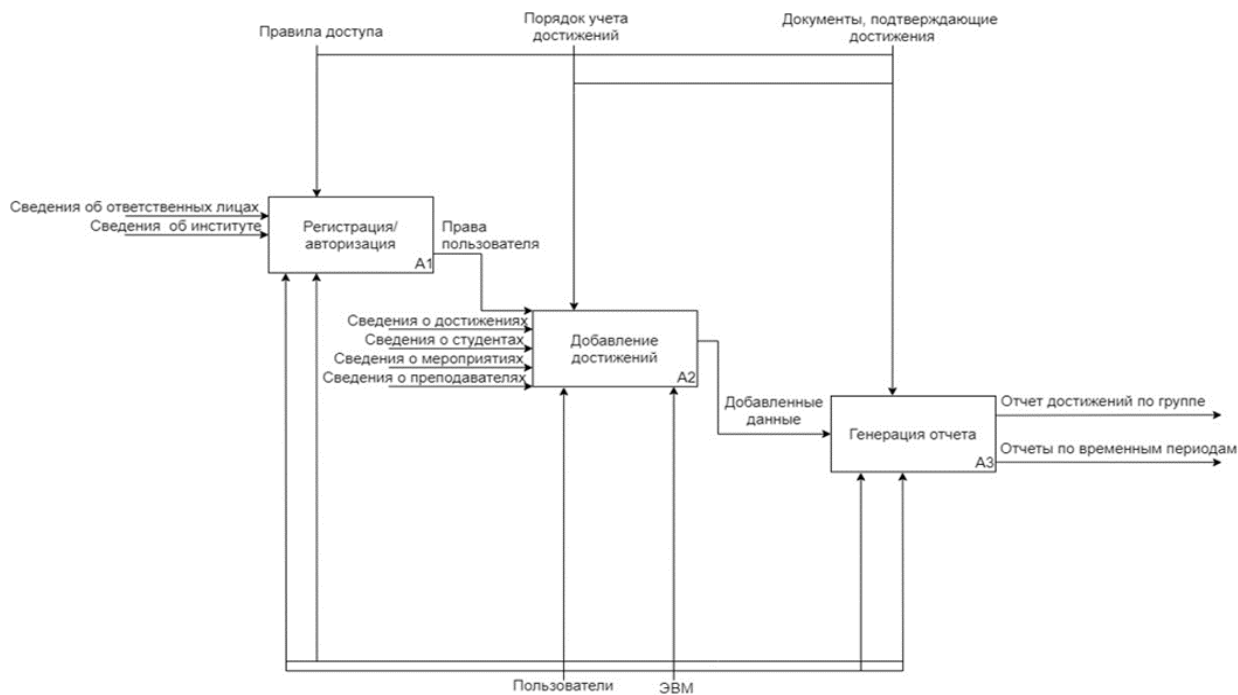 Правила доступа
Порядок учета
достижений
Документы, подтверждающие
достижения
Сведения об ответственных лицах
Сведения об институте
Регистрация/
авторизация
A1
Права
пользователя
Сведения о достижениях
Сведения о студентах
Сведения о мероприятиях
Сведения о преподавателях
Добавление
достижений
A2
Добавленные
данные
Генерация отчета
A3
Отчет достижений по группе
Отчеты по временным периодам
Пользователи
ЭВМ